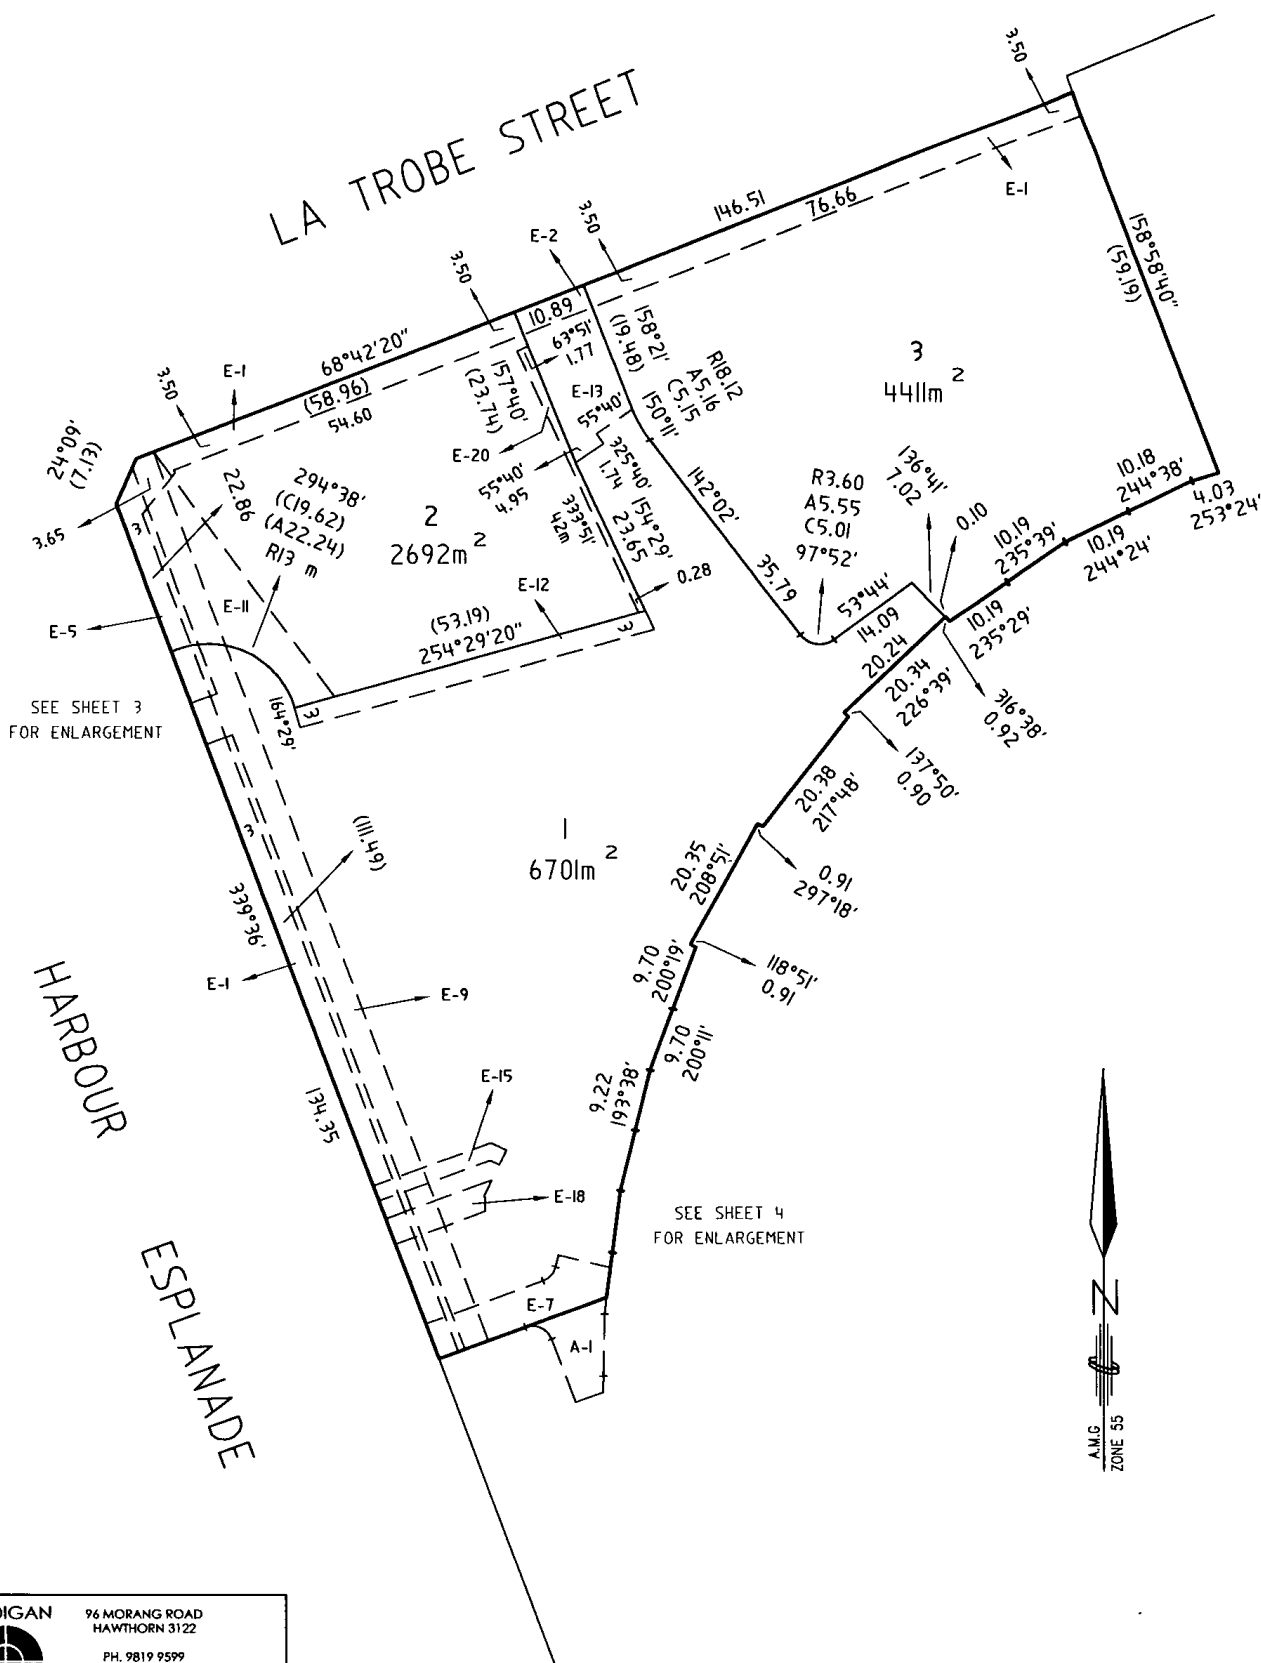 LA TROBE STREET
3.50
146.51
76.66
E-1
158°58'40"
(59.19)
E-2
3.50
3.50
10.89
63°51'
1.77
68°42'20"
(58.96)
54.60
E-1
3.50
24°09'
(7.13)
3.65
3
22.86
294°38'
(C19.62)
(A22.24)
R13 m
157°40'
(23.74)
E-13
55°40'
E-20
55°40'
4.95
325°40'
1.74
333°51'
42m
154°29'
23.65
158°21'
(19.48)
R18.12
A5.16
C5.15
150°11'
3
4411m2
2
2692m2
142°02'
35.79
R3.60
A5.55
C5.01
97°52'
136°41'
7.02
0.10
53°44'
14.09
10.18
244°38'
4.03
253°24'
10.19
244°24'
10.19
235°39'
10.19
235°29'
20.24
20.34
226°39'
316°38'
0.92
137°50'
0.90
0.28
E-12
(53.19)
254°29'20"
3
3
E-11
E-5
164°29'
SEE SHEET 3
FOR ENLARGEMENT
20.38
217°48'
1
6701m2
0.91
297°18'
20.35
208°51'
118°51'
0.91
9.70
200°19'
9.70
200°11'
9.22
193°38'
3
(111.49)
339°36'
E-1
E-9
HARBOUR
ESPLANADE
134.35
E-15
E-18
E-7
A-1
SEE SHEET 4
FOR ENLARGEMENT
N
A.M.G
ZONE 55
DIGAN
96 MORANG ROAD
HAWTHORN 3122
PH. 9819 9599